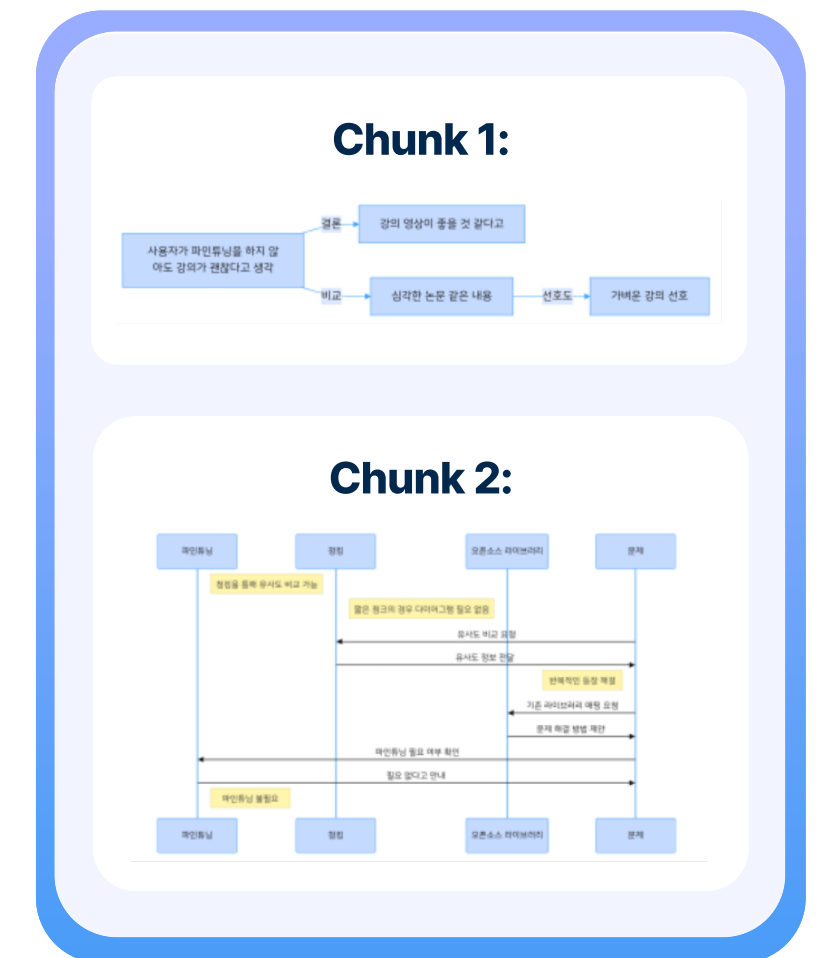 Chunk 1:
결론
강의 영상이 좋을 것 같다고
사용자가 파인튜닝을 하지 않
아도 강의가 괜찮다고 생각
비교
심각한 논문 같은 내용
선호도
가벼운 강의 선호
Chunk 2:
파인튜닝
청킹
오픈소스 라이브러리
문제
청킹을 통해 유사도 비교 가능
짧은 청크의 경우 다이어그램 필요 없음
유사도 비교 요청
유사도 정보 전달
반복적인 등장 해결
기존 라이브러리 매핑 요청
문제 해결 방법 제안
파인튜닝 필요 여부 확인
필요 없다고 안내
파인튜닝 불필요
파인튜닝
청킹
오픈소스 라이브러리
문제